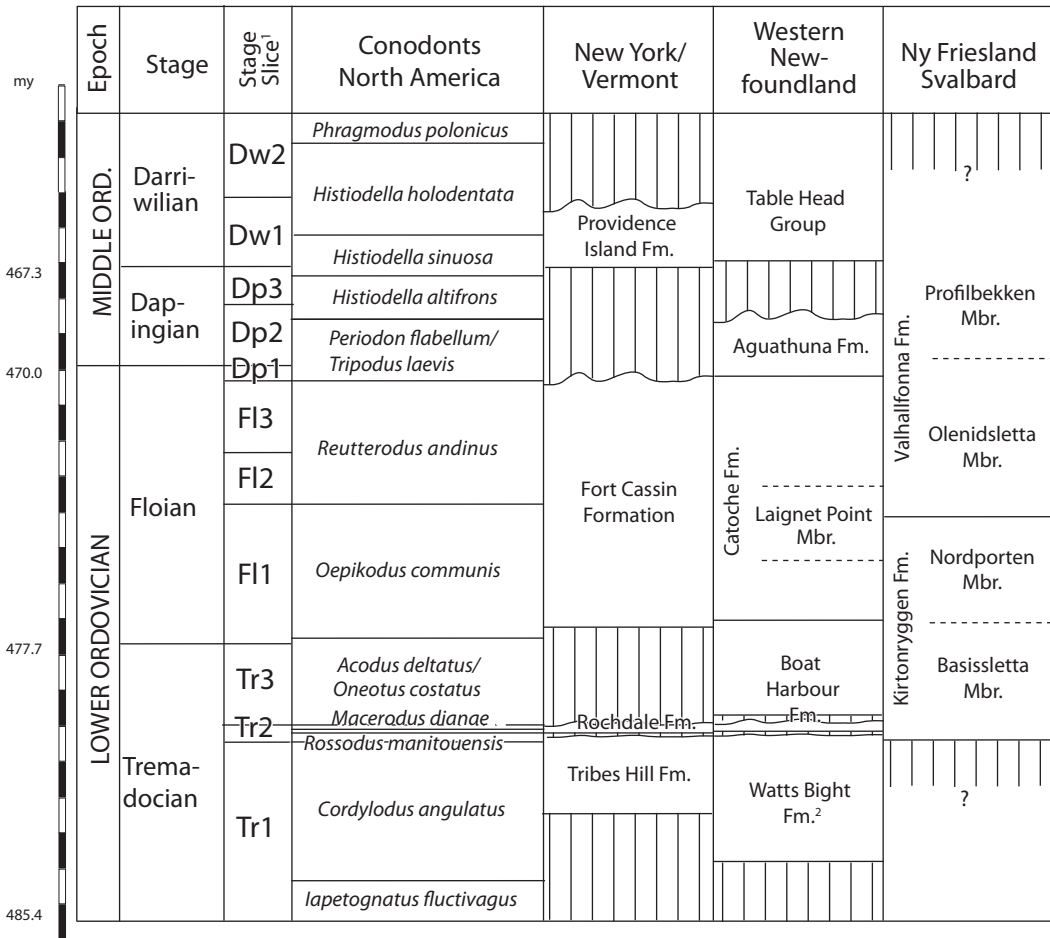 my
Epoch
Stage
Stage
Slice1
Conodonts
North America
New York/
Vermont
Western
New-
foundland
Ny Friesland
Svalbard
467.3
470.0
477.7
485.4
MIDDLE ORD.
LOWER ORDOVICIAN
Darri-
wilian
Dap-
ingian
Floian
Trema-
docian
Dw2
Dw1
Dp3
Dp2
Dp1
Fl3
Fl2
Fl1
Tr3
Tr2
Tr1
Phragmodus polonicus
Histiodella holodentata
Histiodella sinuosa
Histiodella altifrons
Periodon flabellum/
Tripodus laevis
Reutterodus andinus
Oepikodus communis
Acodus deltatus/
Oneotus costatus
Macerodus dianae
Rossodus manitouensis
Cordylodus angulatus
Iapetognatus fluctivagus
Providence
Island Fm.
Fort Cassin
Formation
Rochdale Fm.
Tribes Hill Fm.
Table Head
Group
Aguathuna Fm.
Catoche Fm.
Laignet Point
Mbr.
Boat
Harbour
Fm.
Watts Bight
Fm.2
?
Valhallfonna Fm.
Profilbekken
Mbr.
Olenidsletta
Mbr.
Kirtonryggen Fm.
Nordporten
Mbr.
Basissletta
Mbr.
?